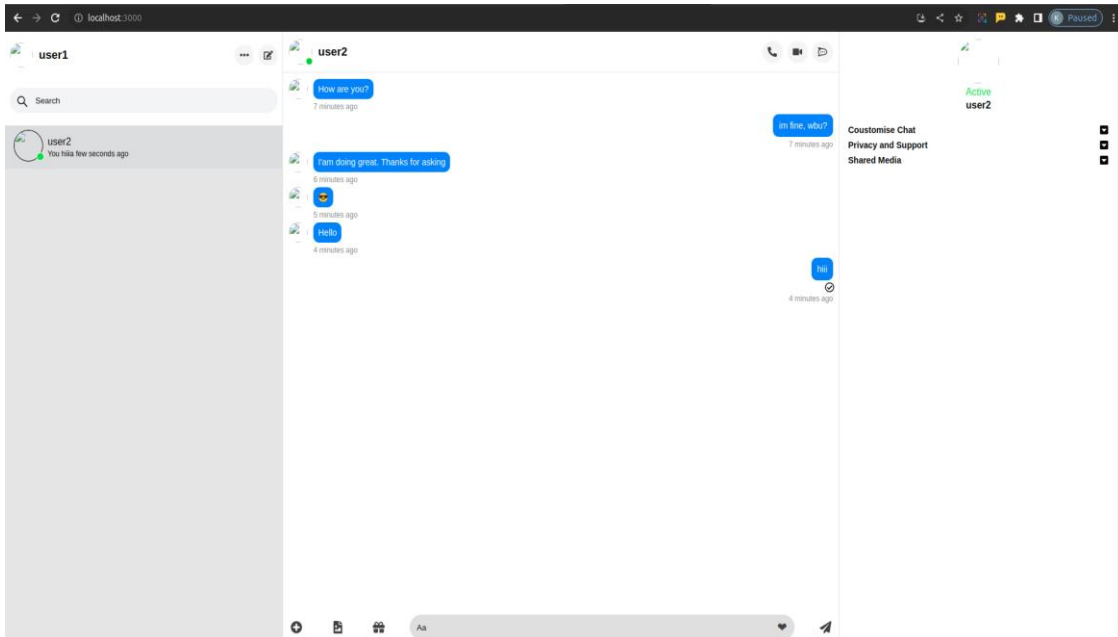 localhost:3000
K Paused
user1
Search
user2
You hiiia few seconds ago
user2
How are you?
7 minutes ago
im fine, wbu?
7 minutes ago
I'am doing great. Thanks for asking
6 minutes ago
5 minutes ago
Hello
4 minutes ago
hiii
4 minutes ago
Aa
Active
user2
Coustomise Chat
Privacy and Support
Shared Media